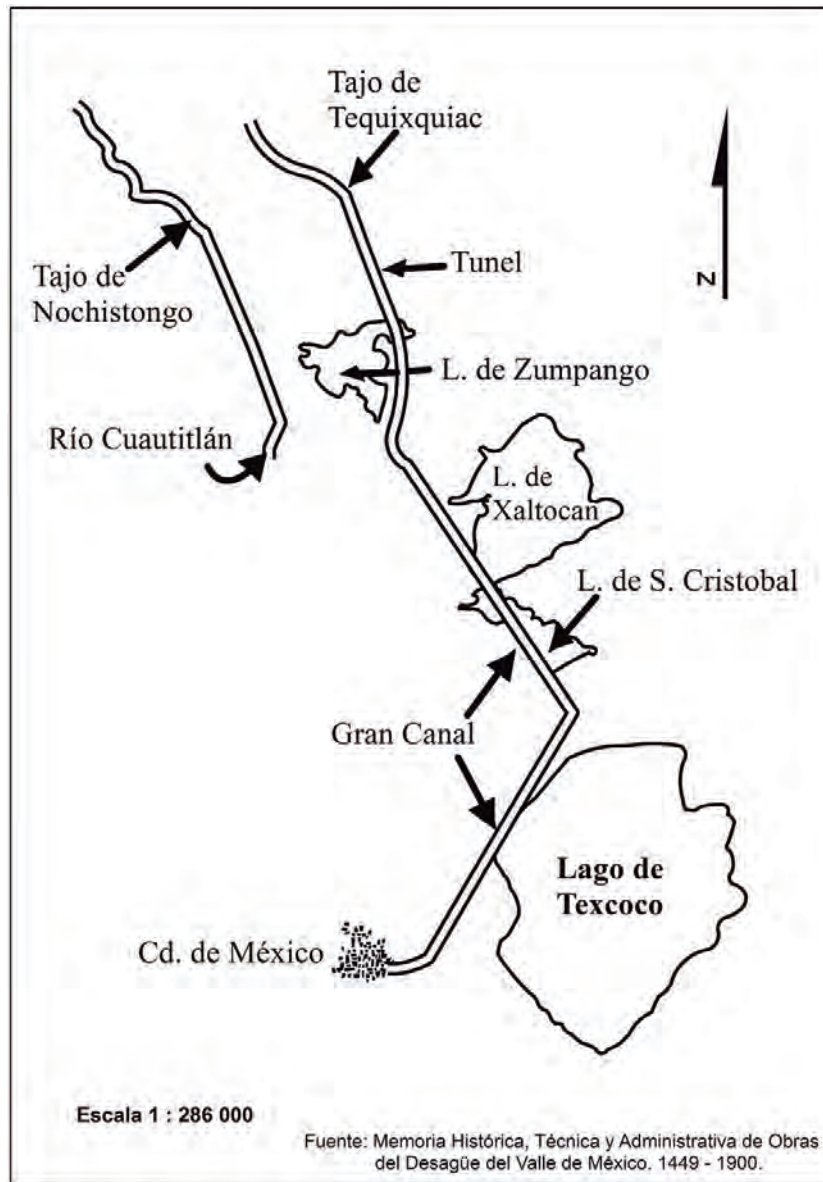 Tajo de
Tequixquiac
Tunel
Tajo de
Nochistongo
N
L. de Zumpango
Río Cuautitlán
L. de
Xaltocan
L. de S. Cristobal
Gran Canal
Lago de
Texcoco
Cd. de México
Escala 1 : 286 000
Fuente: Memoria Histórica, Técnica y Administrativa de Obras
del Desagüe del Valle de México. 1449 - 1900.